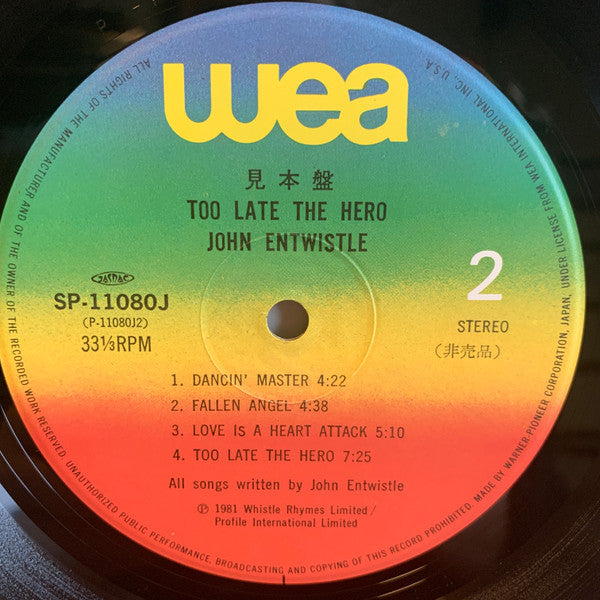 wea
見本盤
TOO LATE THE HERO
JOHN ENTWISTLE
JASRAC
SP-11080J
(P-11080J2)
33⅓RPM
2
STEREO
(非売品)
1. DANCIN' MASTER 4:22
2. FALLEN ANGEL 4:38
3. LOVE IS A HEART ATTACK 5:10
4. TOO LATE THE HERO 7:25
All songs written by John Entwistle
Ⓟ 1981 Whistle Rhymes Limited/
Profile International Limited
ALL RIGHTS OF THE MANUFACTURER AND OF THE OWNER OF THE RECORDED WORK RESERVED. UNAUTHORIZED PUBLIC PERFORMANCE, BROADCASTING AND COPYING OF THIS RECORD PROHIBITED. MADE BY WARNER-PIONEER CORPORATION, JAPAN, UNDER LICENSE FROM WEA INTERNATIONAL INC., U.S.A.